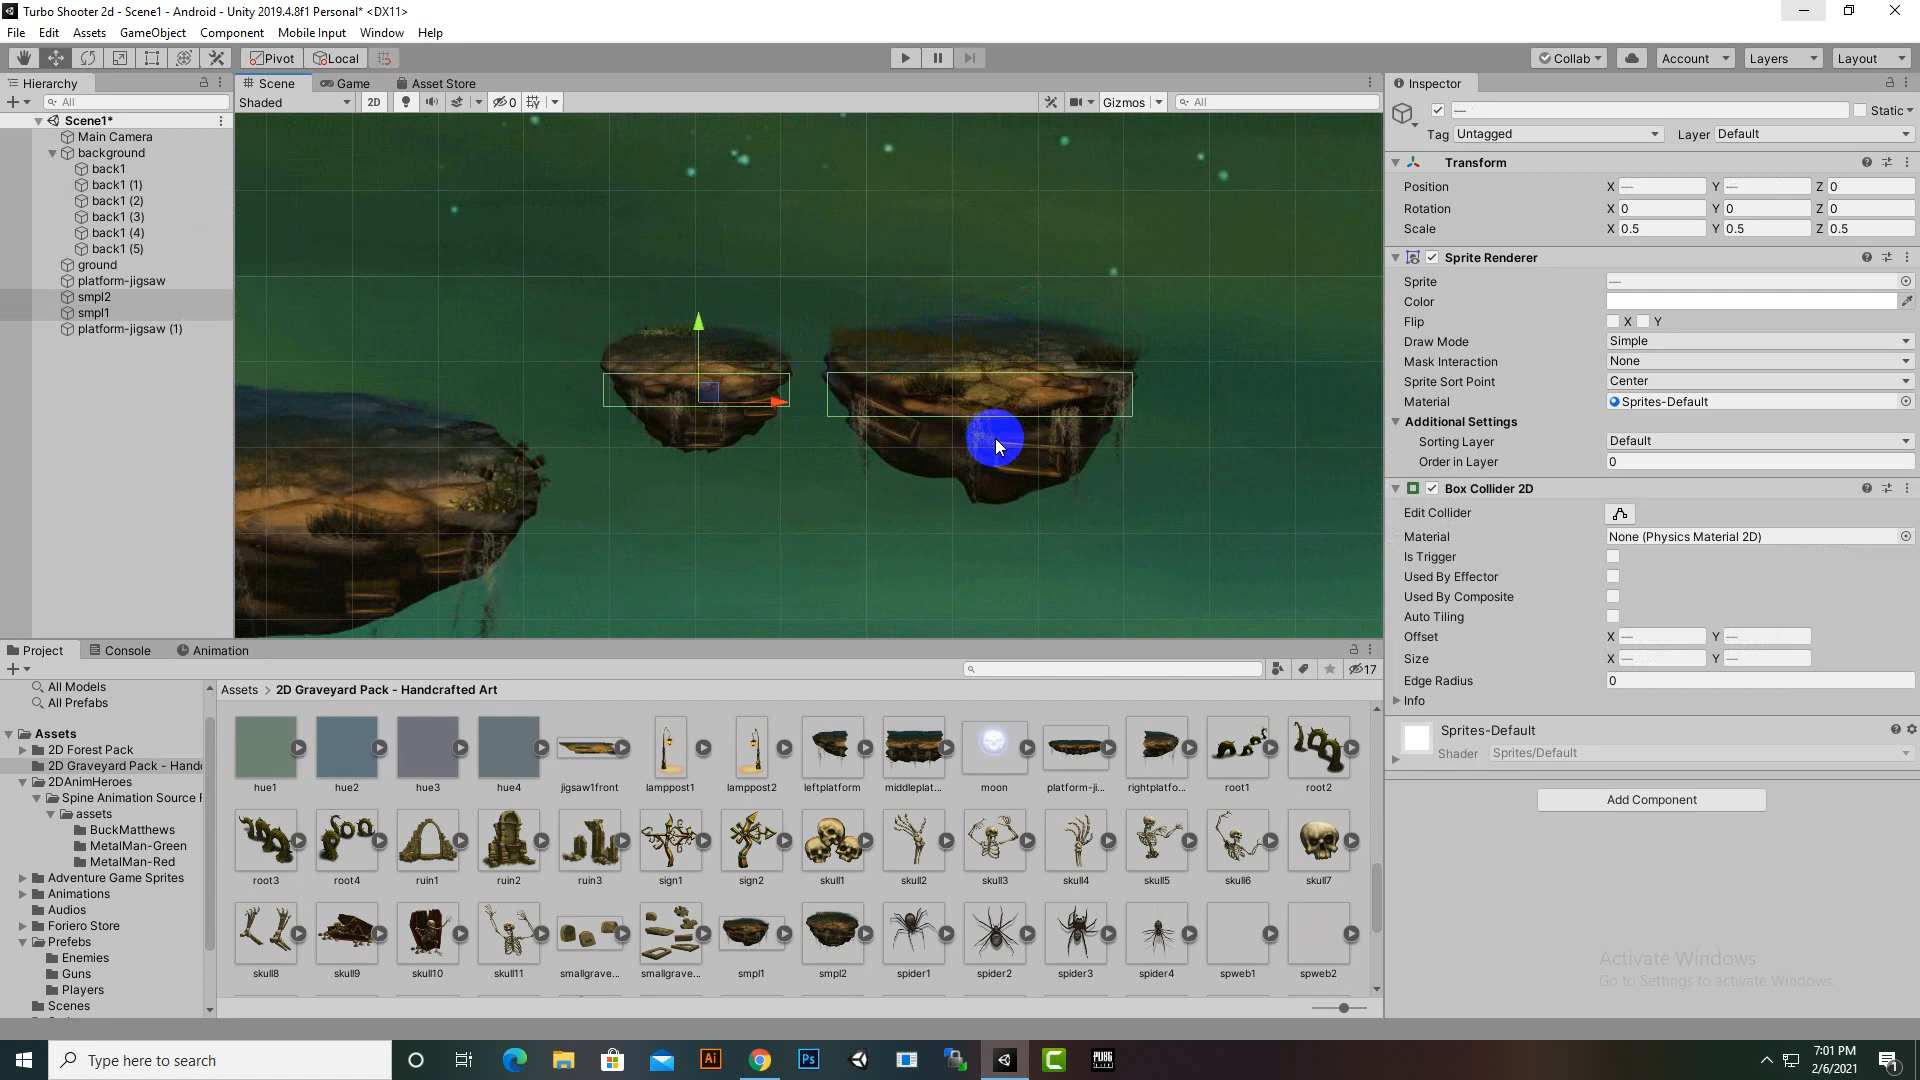 Turbo Shooter 2d - Scene1 - Android - Unity 2019.4.8f1 Personal* <DX11>
File Edit Assets GameObject Component Mobile Input Window Help
Pivot Local Collab Account Layers Layout
Hierarchy
All
Scene1*
Main Camera
background
back1
back1 (1)
back1 (2)
back1 (3)
back1 (4)
back1 (5)
ground
platform-jigsaw
smpl2
smpl1
platform-jigsaw (1)
Scene Game Asset Store
Shaded 2D 0 Gizmos All
Inspector
Static
Tag Untagged Layer Default
Transform
Position X — Y — Z 0
Rotation X 0 Y 0 Z 0
Scale X 0.5 Y 0.5 Z 0.5
Sprite Renderer
Sprite —
Color
Flip X Y
Draw Mode Simple
Mask Interaction None
Sprite Sort Point Center
Material Sprites-Default
Additional Settings
Sorting Layer Default
Order in Layer 0
Box Collider 2D
Edit Collider
Material None (Physics Material 2D)
Is Trigger
Used By Effector
Used By Composite
Auto Tiling
Offset X — Y —
Size X — Y —
Edge Radius 0
Info
Sprites-Default
Shader Sprites/Default
Add Component
Project Console Animation
17
All Models
All Prefabs
Assets
2D Forest Pack
2D Graveyard Pack - Hand
2DAnimHeroes
Spine Animation Source F
assets
BuckMatthews
MetalMan-Green
MetalMan-Red
Adventure Game Sprites
Animations
Audios
Foriero Store
Prefebs
Enemies
Guns
Players
Scenes
Assets > 2D Graveyard Pack - Handcrafted Art
hue1 hue2 hue3 hue4 jigsaw1front lamppost1 lamppost2 leftplatform middleplat... moon platform-ji... rightplatfo... root1 root2
root3 root4 ruin1 ruin2 ruin3 sign1 sign2 skull1 skull2 skull3 skull4 skull5 skull6 skull7
skull8 skull9 skull10 skull11 smallgrave... smallgrave... smpl1 smpl2 spider1 spider2 spider3 spider4 spweb1 spweb2
Activate Windows
Go to Settings to activate Windows.
Type here to search
Ai Ps PUBG
7:01 PM
2/6/2021
1